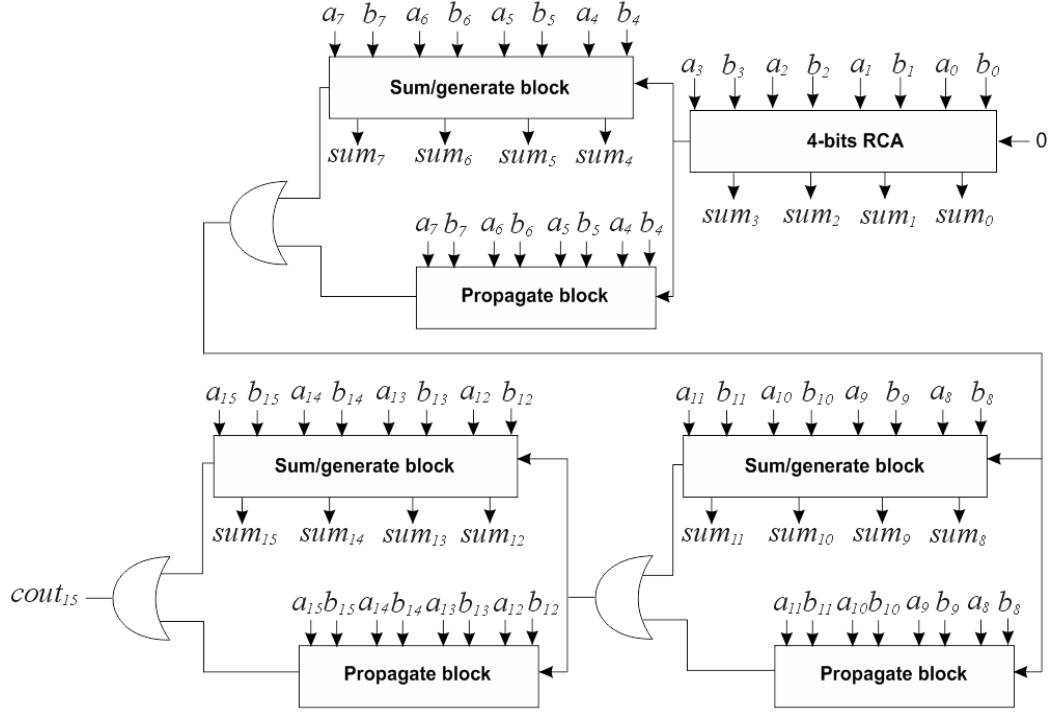 a₇ b₇ a₆ b₆ a₅ b₅ a₄ b₄
Sum/generate block
sum₇ sum₆ sum₅ sum₄
a₃ b₃ a₂ b₂ a₁ b₁ a₀ b₀
4-bits RCA
0
sum₃ sum₂ sum₁ sum₀
a₇ b₇ a₆ b₆ a₅ b₅ a₄ b₄
Propagate block
a₁₅ b₁₅ a₁₄ b₁₄ a₁₃ b₁₃ a₁₂ b₁₂
Sum/generate block
sum₁₅ sum₁₄ sum₁₃ sum₁₂
a₁₁ b₁₁ a₁₀ b₁₀ a₉ b₉ a₈ b₈
Sum/generate block
sum₁₁ sum₁₀ sum₉ sum₈
cout₁₅
a₁₅ b₁₅ a₁₄ b₁₄ a₁₃ b₁₃ a₁₂ b₁₂
Propagate block
a₁₁ b₁₁ a₁₀ b₁₀ a₉ b₉ a₈ b₈
Propagate block